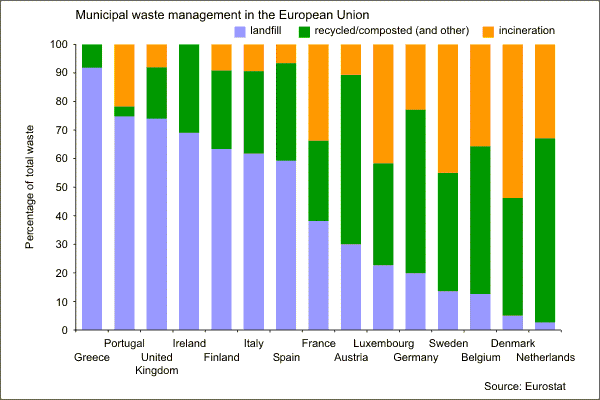 Municipal waste management in the European Union
landfill recycled/composted (and other) incineration
Percentage of total waste
100
90
80
70
60
50
40
30
20
10
0
Portugal Ireland Italy France Luxembourg Sweden Denmark
Greece United Finland Spain Austria Germany Belgium Netherlands
Kingdom
Source: Eurostat